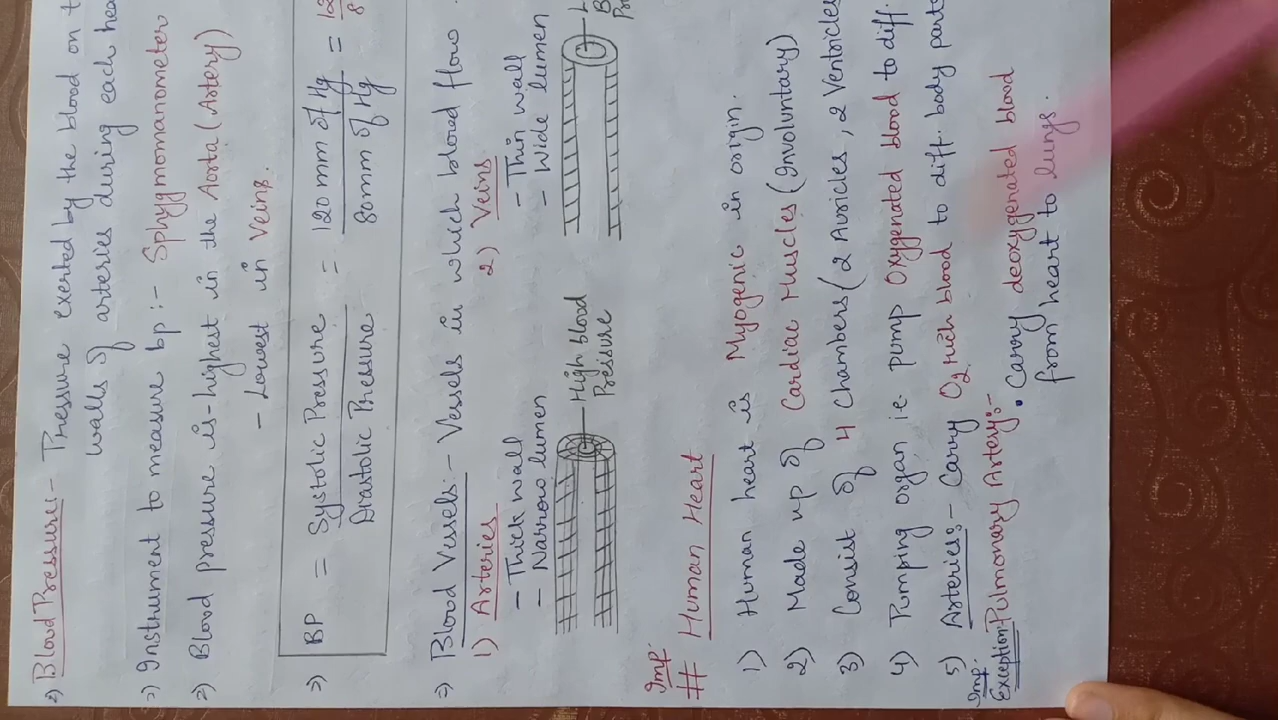 =) Blood Pressure:- Pressure exerted by the blood on t
walls of arteries during each hea
=) Instrument to measure bp :- Sphygmomanometer
=) Blood pressure is - highest in the Aorta (Artery)
- Lowest in Veins.
=) BP = Systolic Pressure = 120 mm of Hg = 12
Diastolic Pressure 80mm of Hg 8
=) Blood Vessels:- Vessels in which blood flow.
1) Arteries 2) Veins
- Thick wall - Thin wall
- Narrow lumen - Wide lumen
High blood Pressure
Imp.
# Human Heart
1) Human heart is Myogenic in origin.
2) Made up of Cardiac Muscles (Involuntary)
3) Consist of 4 chambers (2 Auricles, 2 Ventricles
4) Pumping organ ie pump Oxygenated blood to diff.
5) Arteries:- Carry O2 rich blood to diff. body part
Imp.
Exception Pulmonary Artery:-
• Carry deoxygenated blood
from heart to lungs.